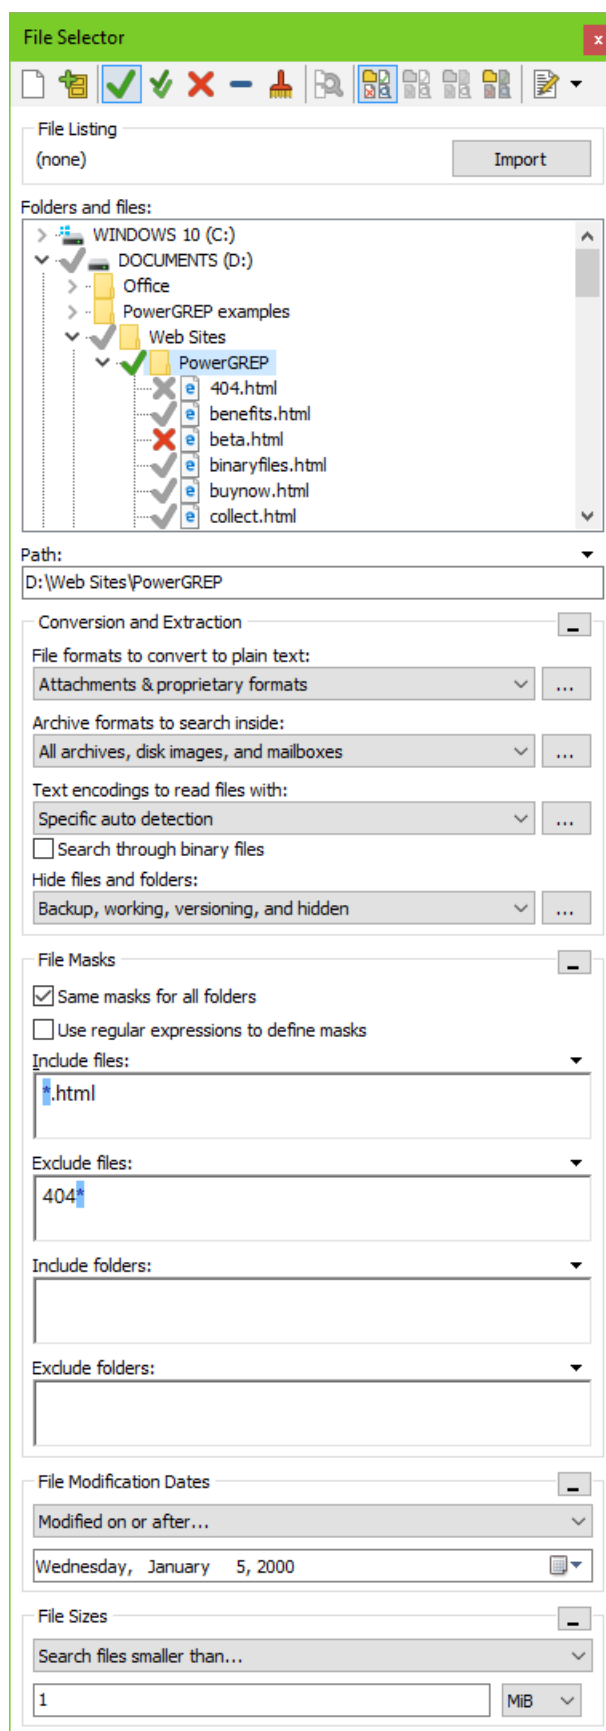 File Selector
x
File Listing
(none)
Import
Folders and files:
WINDOWS 10 (C:)
DOCUMENTS (D:)
Office
PowerGREP examples
Web Sites
PowerGREP
404.html
benefits.html
beta.html
binaryfiles.html
buynow.html
collect.html
Path:
D:\Web Sites\PowerGREP
Conversion and Extraction
File formats to convert to plain text:
Attachments & proprietary formats ...
Archive formats to search inside:
All archives, disk images, and mailboxes ...
Text encodings to read files with:
Specific auto detection ...
Search through binary files
Hide files and folders:
Backup, working, versioning, and hidden ...
File Masks
Same masks for all folders
Use regular expressions to define masks
Include files:
*.html
Exclude files:
404*
Include folders:
Exclude folders:
File Modification Dates
Modified on or after...
Wednesday, January 5, 2000
File Sizes
Search files smaller than...
1 MiB